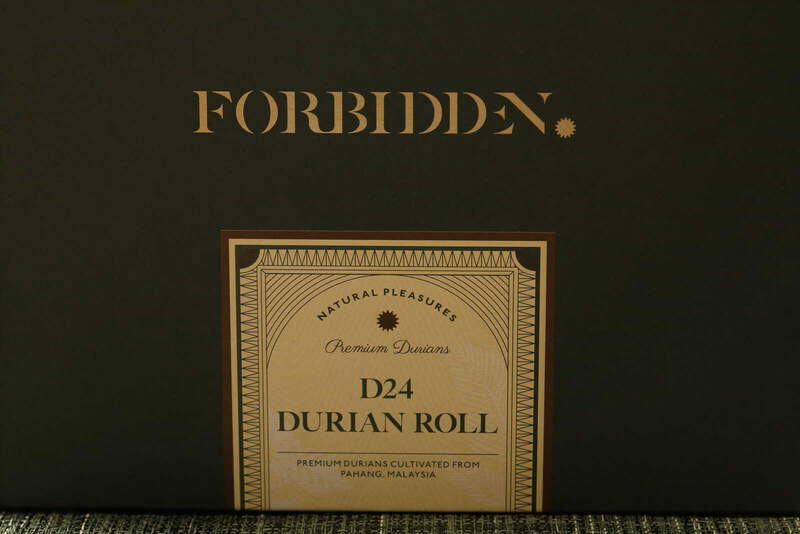 FORBIDDEN.
NATURAL PLEASURES
Premium Durians
D24
DURIAN ROLL
PREMIUM DURIANS CULTIVATED FROM
PAHANG, MALAYSIA